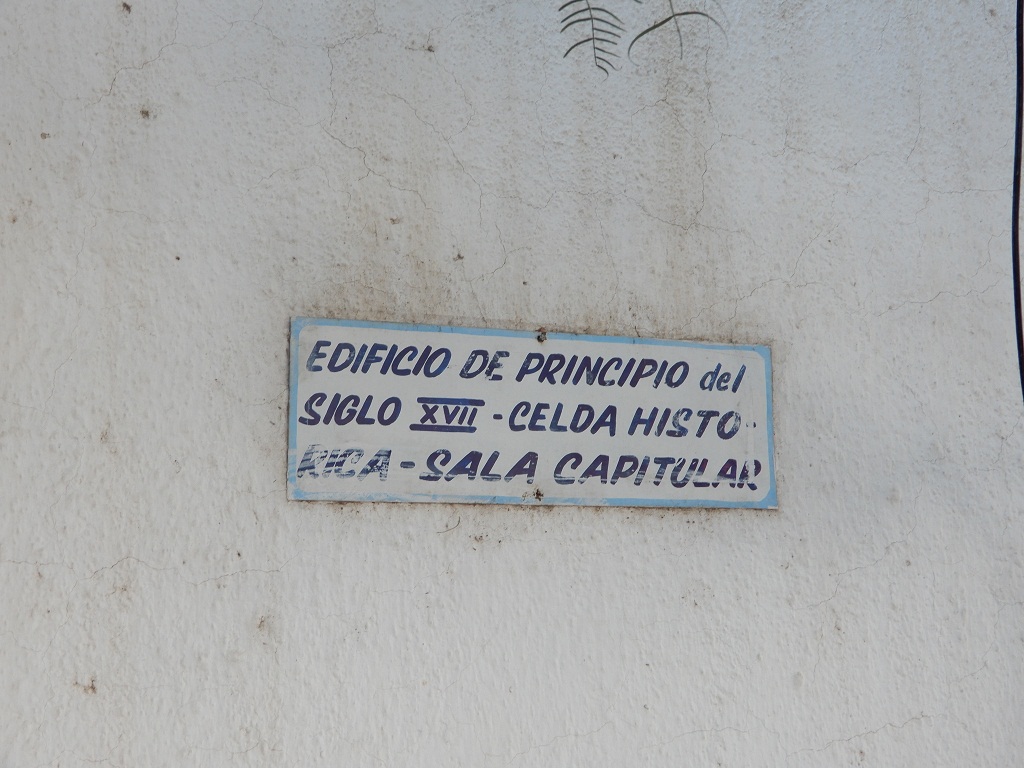 EDIFICIO DE PRINCIPIO del
SIGLO XVII - CELDA HISTO-
RICA - SALA CAPITULAR